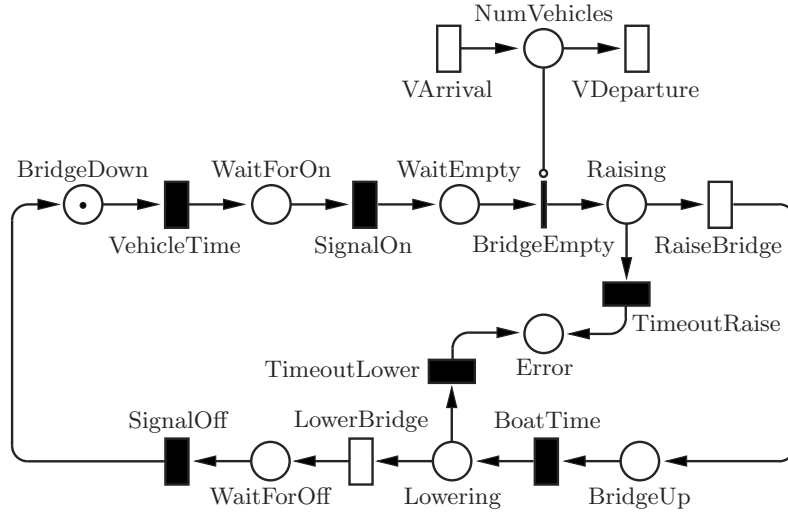 NumVehicles
VArrival
VDeparture
BridgeDown
WaitForOn
WaitEmpty
Raising
VehicleTime
SignalOn
BridgeEmpty
RaiseBridge
TimeoutRaise
TimeoutLower
Error
SignalOff
LowerBridge
BoatTime
WaitForOff
Lowering
BridgeUp